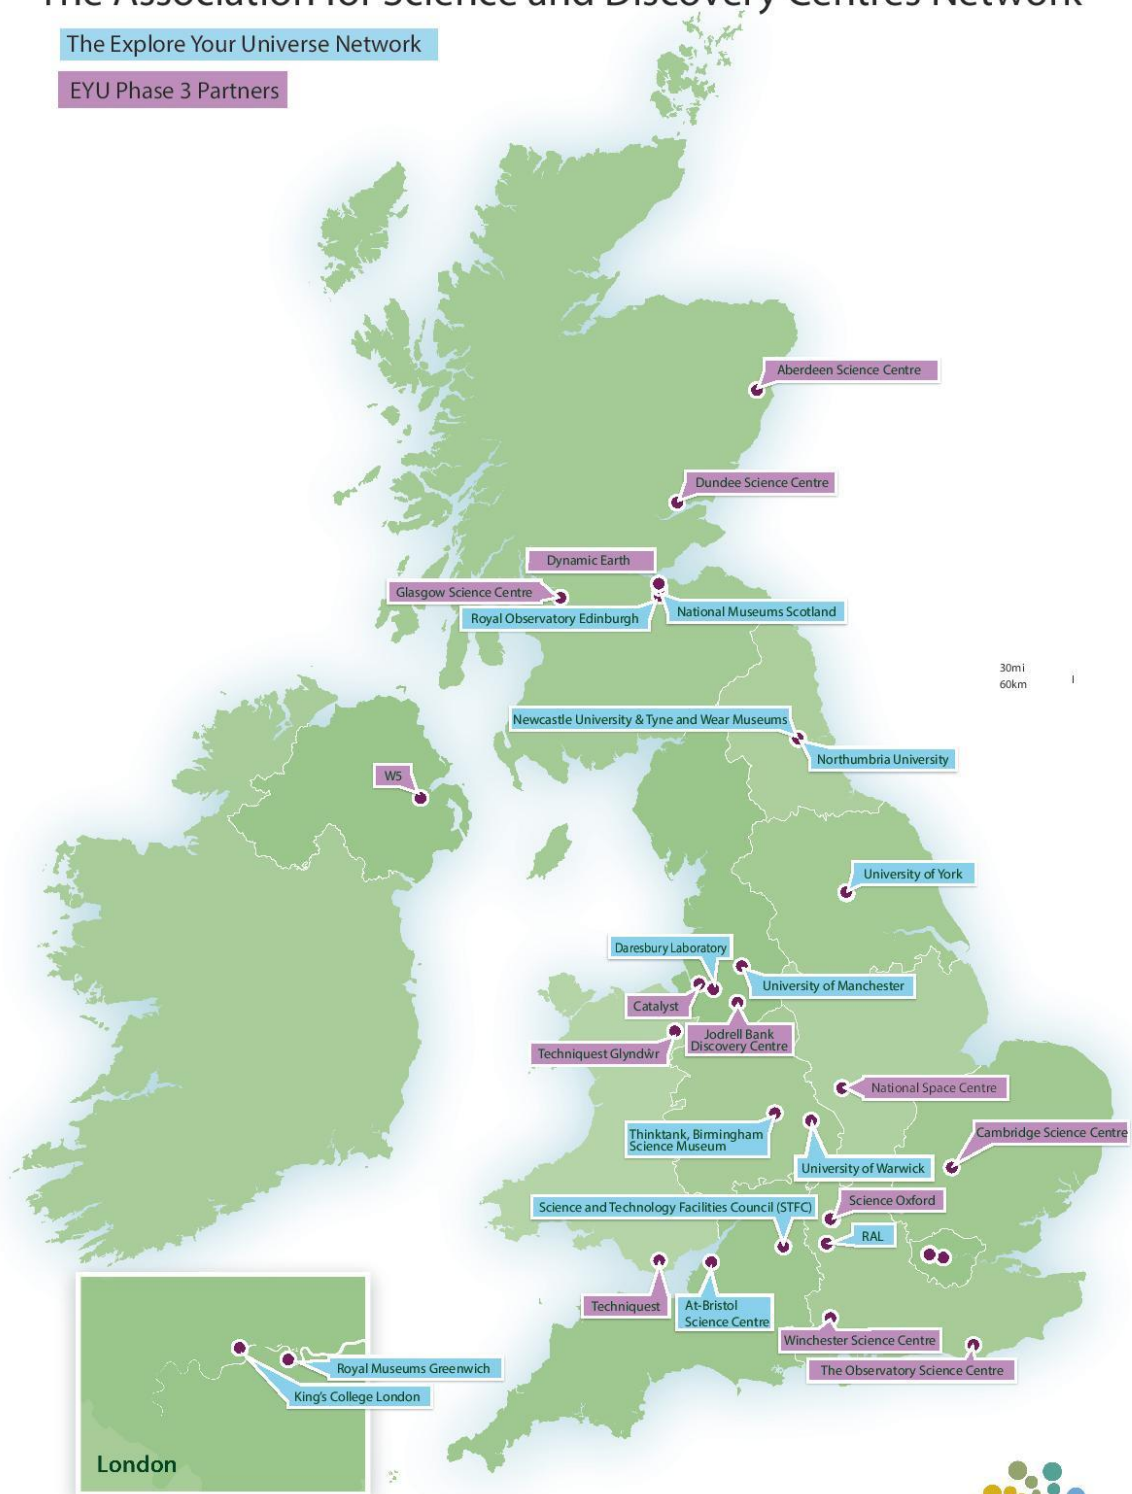 The Association for Science and Discovery Centres Network
The Explore Your Universe Network
EYU Phase 3 Partners
Aberdeen Science Centre
Dundee Science Centre
Dynamic Earth
Glasgow Science Centre
Royal Observatory Edinburgh
National Museums Scotland
30mi
60km
Newcastle University & Tyne and Wear Museums
Northumbria University
W5
University of York
Daresbury Laboratory
University of Manchester
Catalyst
Jodrell Bank
Discovery Centre
Techniquest Glyndŵr
National Space Centre
Thinktank, Birmingham
Science Museum
Cambridge Science Centre
University of Warwick
Science and Technology Facilities Council (STFC)
Science Oxford
RAL
Techniquest
At-Bristol
Science Centre
Winchester Science Centre
The Observatory Science Centre
Royal Museums Greenwich
King's College London
London